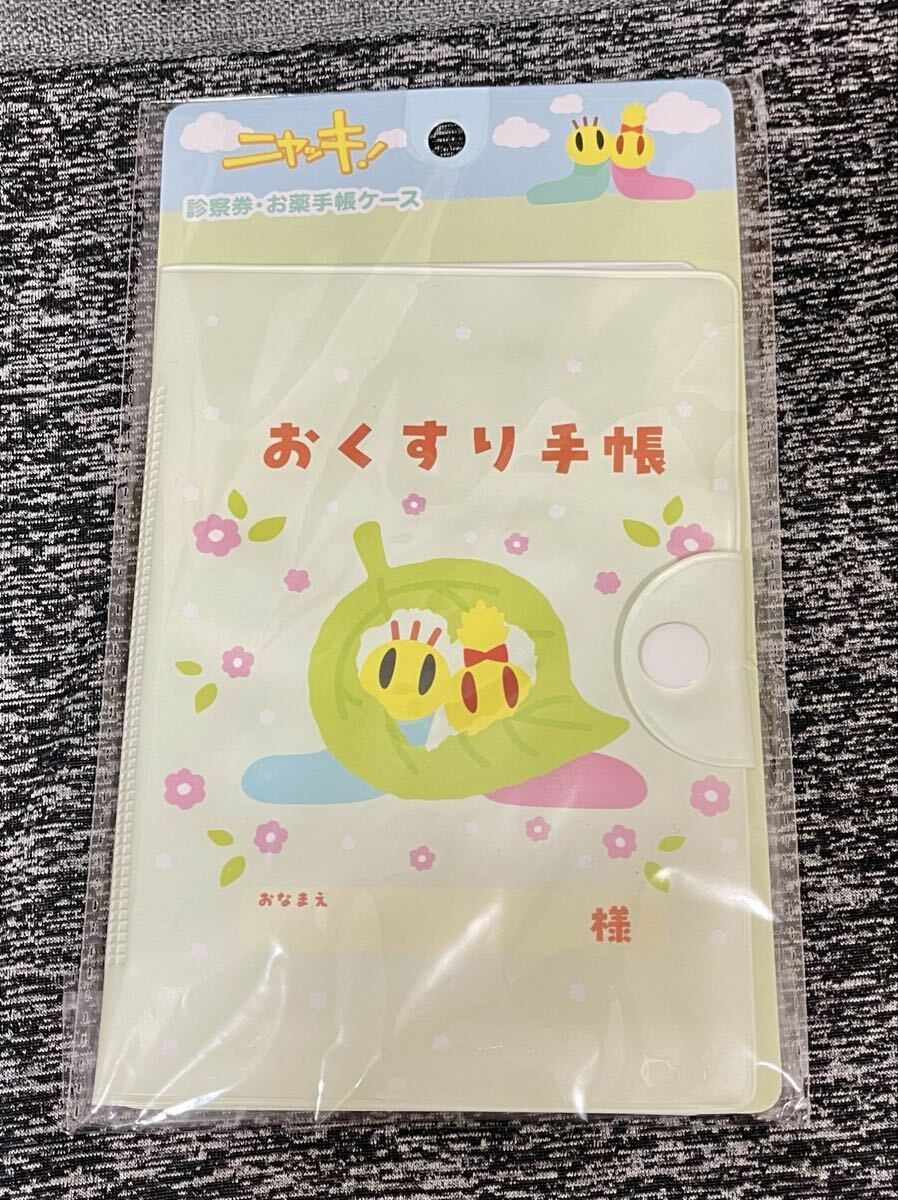 ニャッキ!
診察券・お薬手帳ケース
おくすり手帳
おなまえ
様